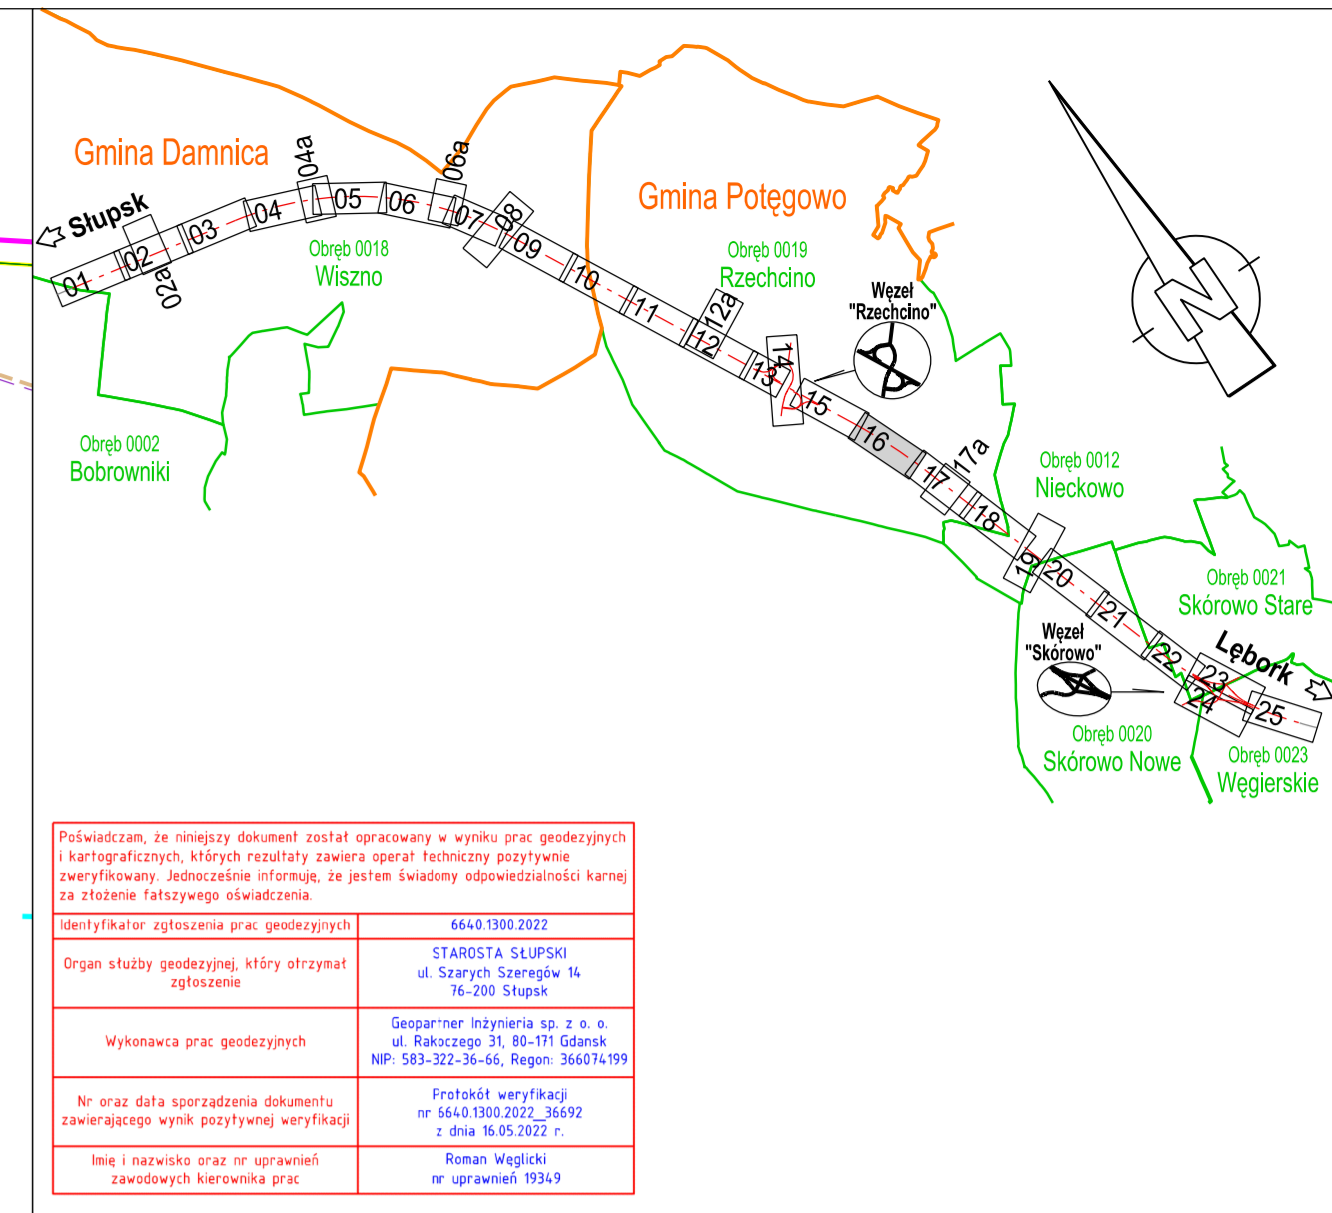 Gmina Damnica
04a
06a
Słupsk
01
02
02a
03
04
05
06
07
08
09
10
11
12
12a
13
14
15
16
17
17a
18
19
20
21
22
23
24
25
Obręb 0018
Wiszno
Gmina Potęgowo
Obręb 0019
Rzechcino
Węzeł
"Rzechcino"
N
Obręb 0002
Bobrowniki
Obręb 0012
Nieckowo
Obręb 0021
Skórowo Stare
Węzeł
"Skórowo"
Lębork
Obręb 0020
Skórowo Nowe
Obręb 0023
Węgierskie
Poświadczam, że niniejszy dokument został opracowany w wyniku prac geodezyjnych
i kartograficznych, których rezultaty zawiera operat techniczny pozytywnie
zweryfikowany. Jednocześnie informuję, że jestem świadomy odpowiedzialności karnej
za złożenie fałszywego oświadczenia.
Identyfikator zgłoszenia prac geodezyjnych
6640.1300.2022
Organ służby geodezyjnej, który otrzymał
zgłoszenie
STAROSTA SŁUPSKI
ul. Szarych Szeregów 14
76-200 Słupsk
Wykonawca prac geodezyjnych
Geopartner Inżynieria sp. z o. o.
ul. Rakoczego 31, 80-171 Gdansk
NIP: 583-322-36-66, Regon: 366074199
Nr oraz data sporządzenia dokumentu
zawierającego wynik pozytywnej weryfikacji
Protokół weryfikacji
nr 6640.1300.2022_36692
z dnia 16.05.2022 r.
Imię i nazwisko oraz nr uprawnień
zawodowych kierownika prac
Roman Węglicki
nr uprawnień 19349